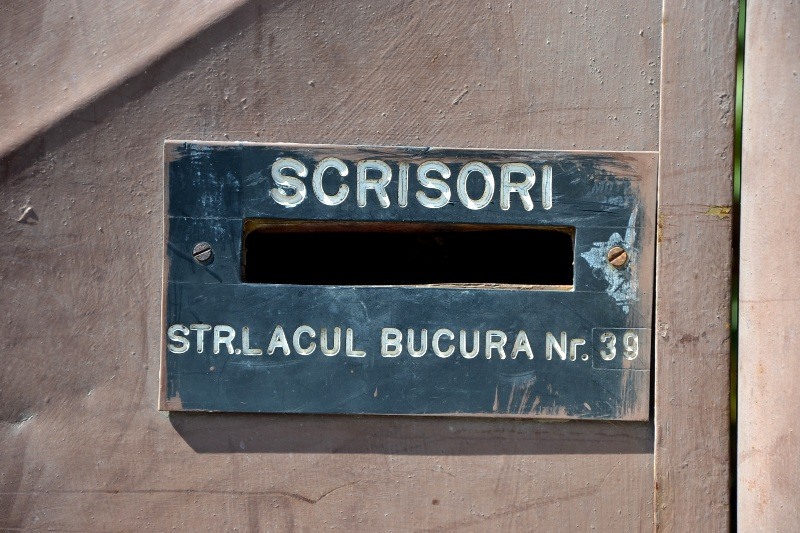 SCRISORI
STR.LACUL BUCURA Nr. 39